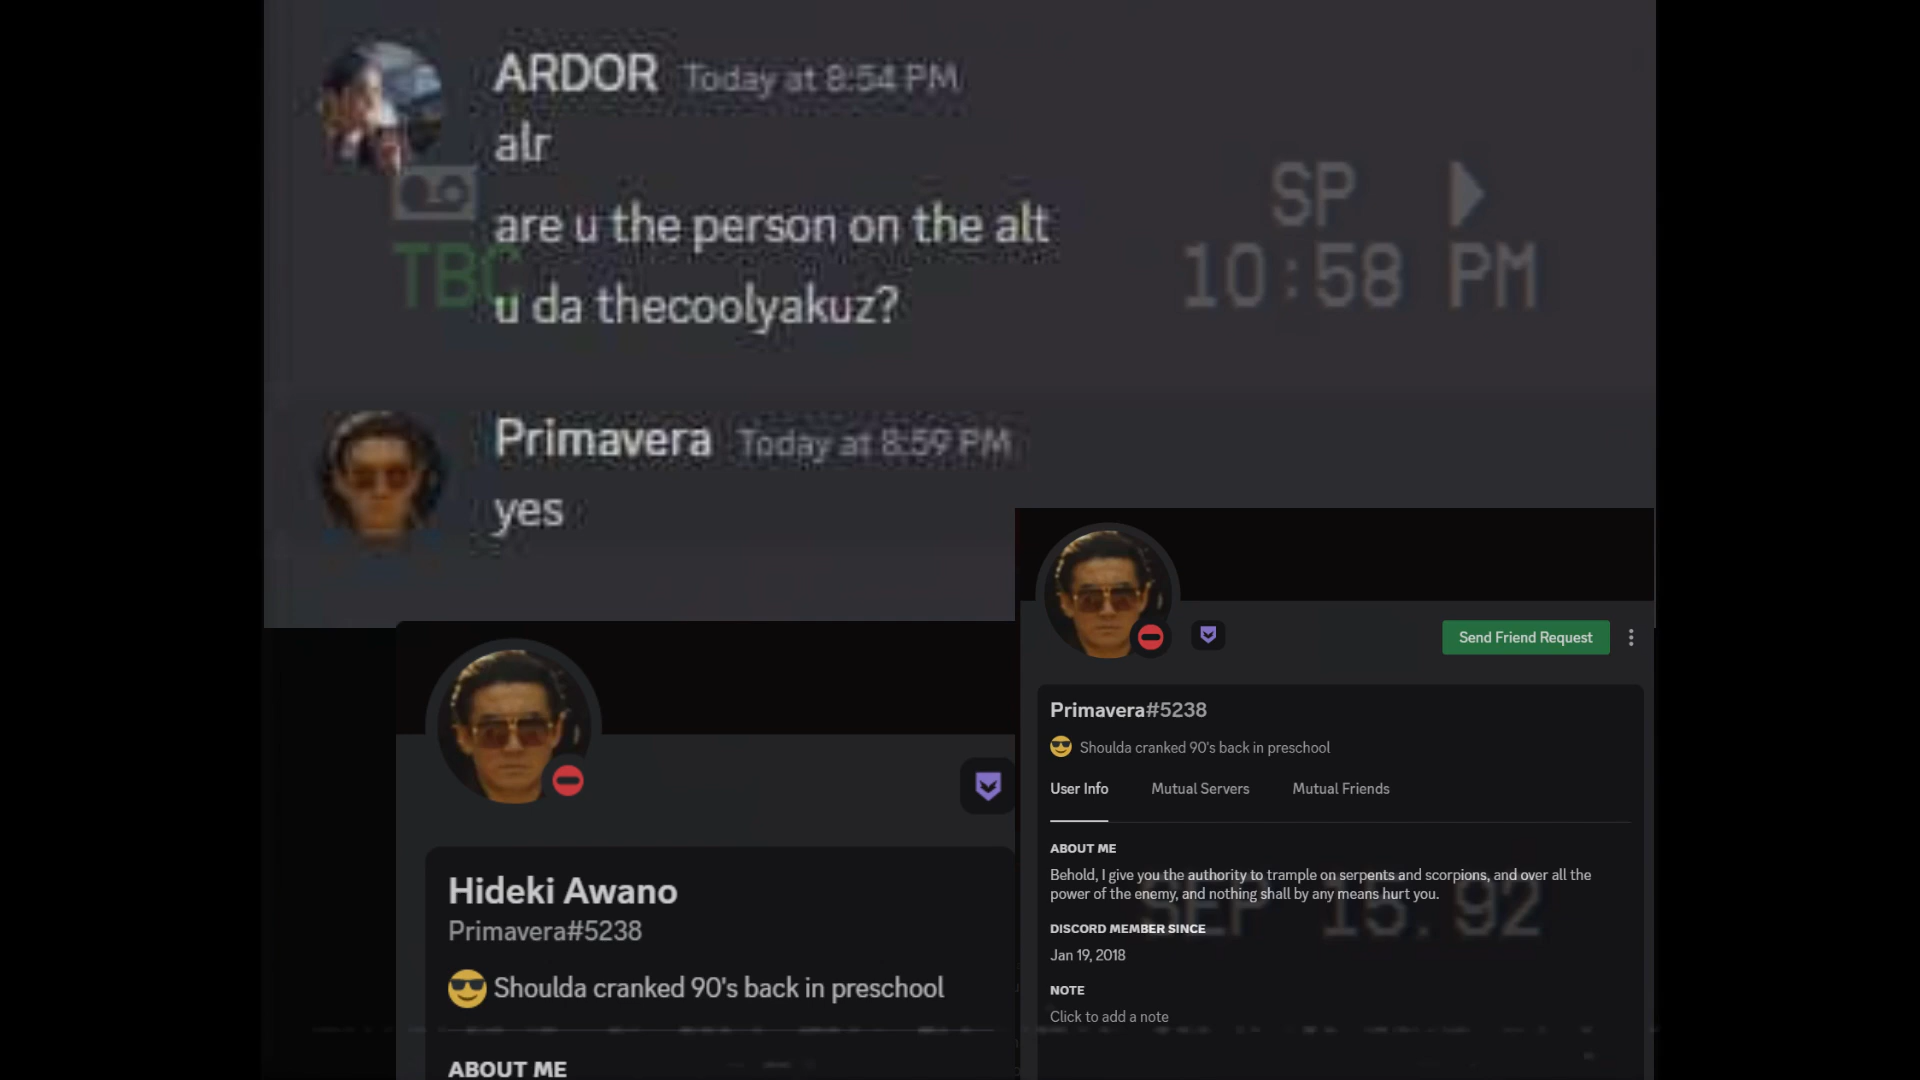 ARDOR Today at 8:54 PM
alr
are u the person on the alt
u da thecoolyakuz?
SP
TBC
10:58 PM
Primavera Today at 8:59 PM
yes
Hideki Awano
Primavera#5238
😎 Shoulda cranked 90's back in preschool
ABOUT ME
Send Friend Request
Primavera#5238
😎 Shoulda cranked 90's back in preschool
User Info Mutual Servers Mutual Friends
ABOUT ME
Behold, I give you the authority to trample on serpents and scorpions, and over all the
power of the enemy, and nothing shall by any means hurt you.
SEP 15. 92
DISCORD MEMBER SINCE
Jan 19, 2018
NOTE
Click to add a note